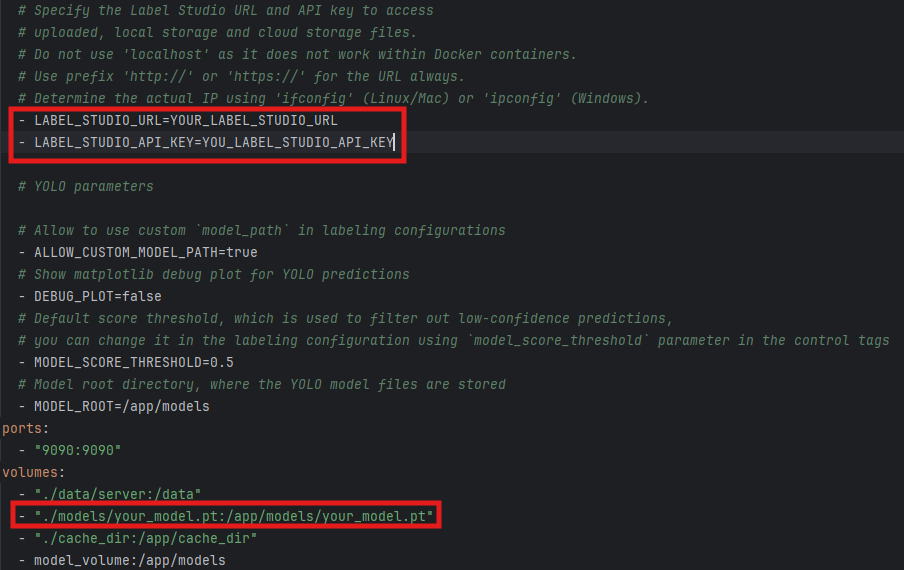 # Specify the Label Studio URL and API key to access
# uploaded, local storage and cloud storage files.
# Do not use 'localhost' as it does not work within Docker containers.
# Use prefix 'http://' or 'https://' for the URL always.
# Determine the actual IP using 'ifconfig' (Linux/Mac) or 'ipconfig' (Windows).
- LABEL_STUDIO_URL=YOUR_LABEL_STUDIO_URL
- LABEL_STUDIO_API_KEY=YOU_LABEL_STUDIO_API_KEY
# YOLO parameters
# Allow to use custom `model_path` in labeling configurations
- ALLOW_CUSTOM_MODEL_PATH=true
# Show matplotlib debug plot for YOLO predictions
- DEBUG_PLOT=false
# Default score threshold, which is used to filter out low-confidence predictions,
# you can change it in the labeling configuration using `model_score_threshold` parameter in the control tags
- MODEL_SCORE_THRESHOLD=0.5
# Model root directory, where the YOLO model files are stored
- MODEL_ROOT=/app/models
ports:
- "9090:9090"
volumes:
- "./data/server:/data"
- "./models/your_model.pt:/app/models/your_model.pt"
- "./cache_dir:/app/cache_dir"
- model_volume:/app/models